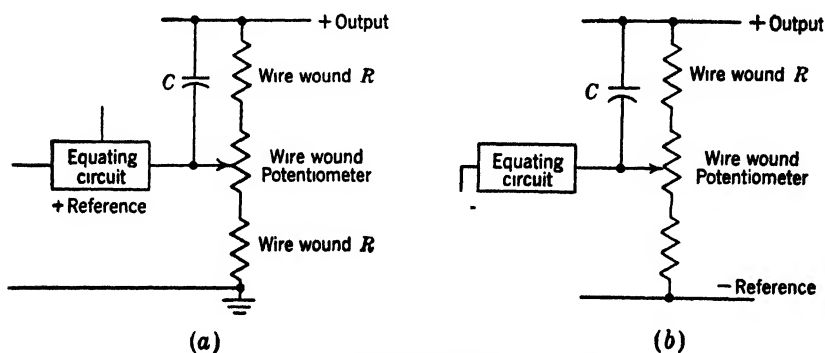 + Output
Wire wound R
C
Equating
circuit
+ Reference
Wire wound
Potentiometer
Wire wound R
(a)
+ Output
Wire wound R
C
Equating
circuit
Wire wound
Potentiometer
-
− Reference
(b)